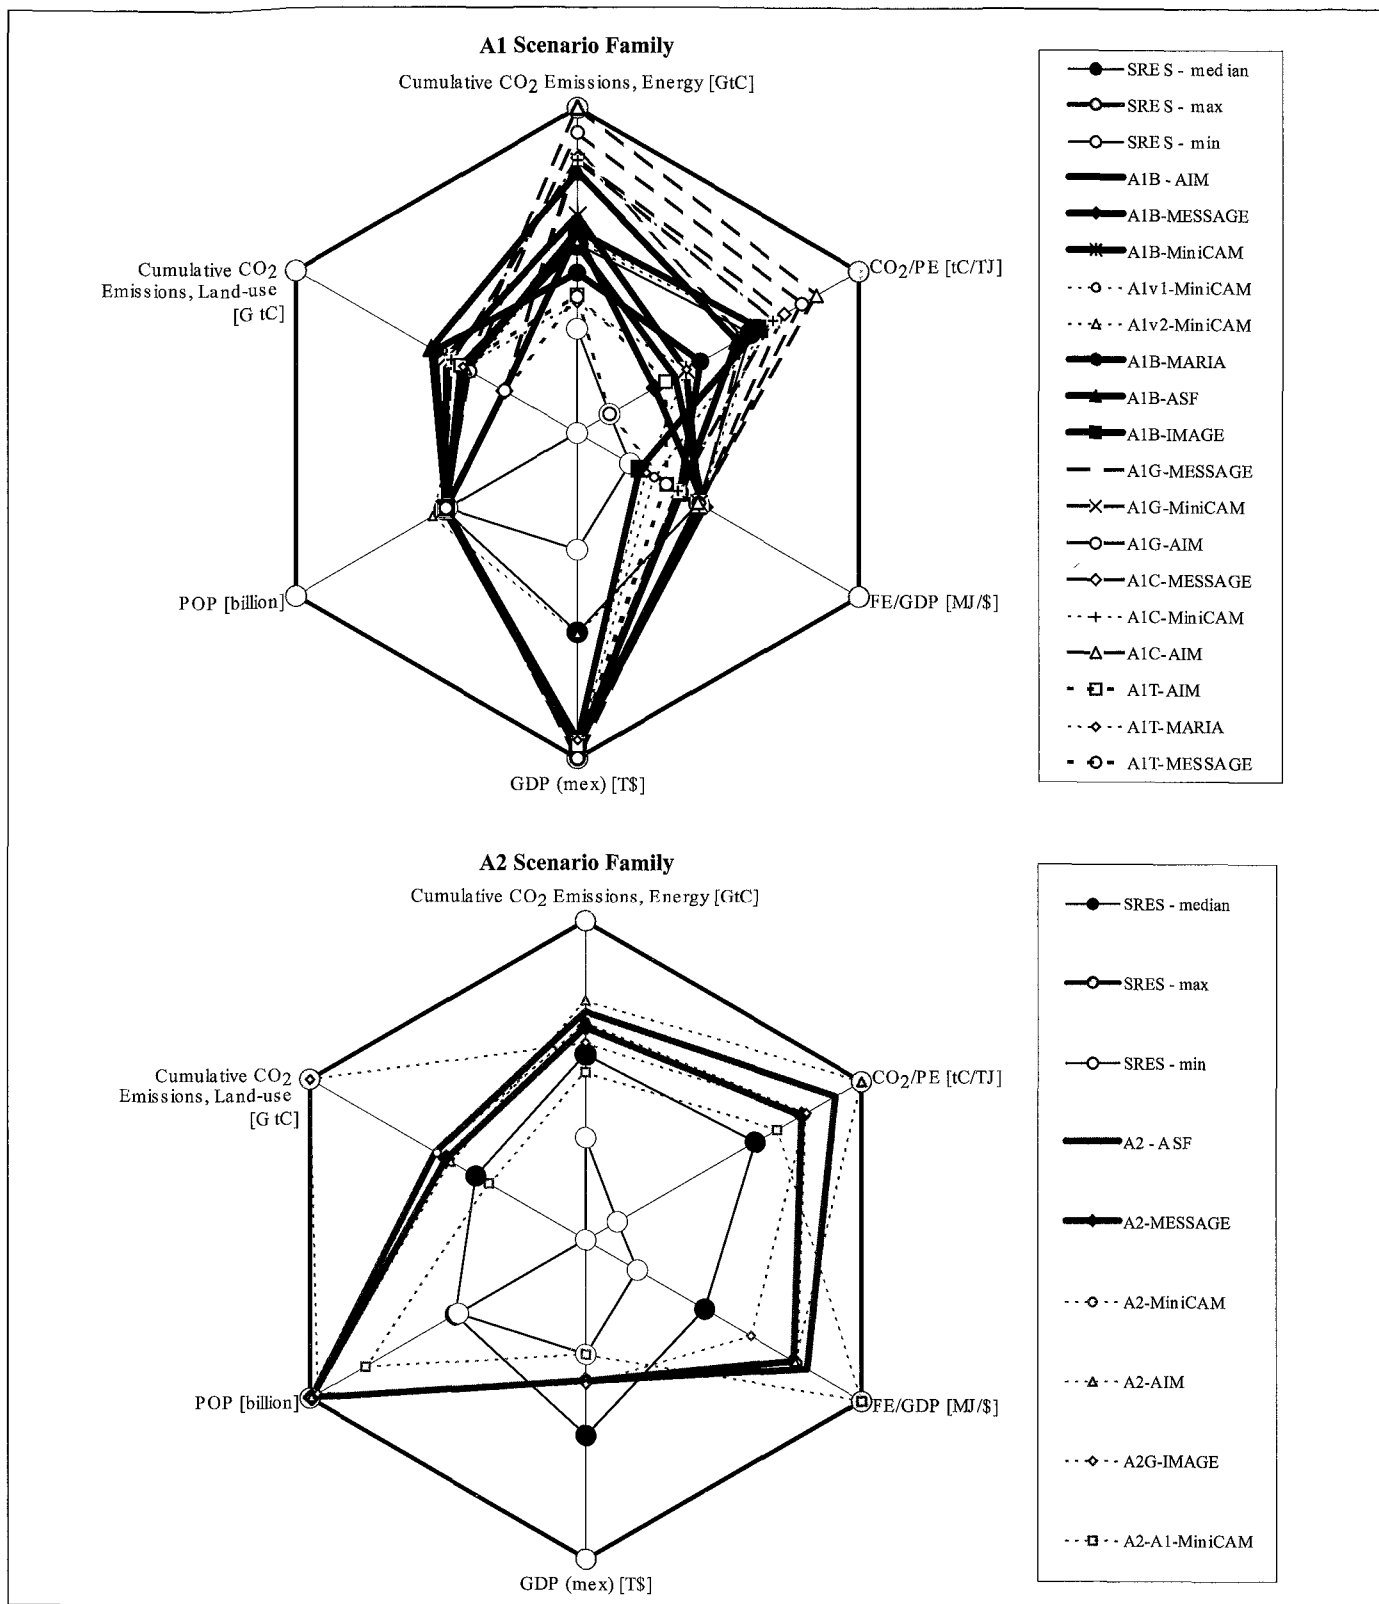 A1 Scenario Family
Cumulative CO2 Emissions, Energy [GtC]
CO2/PE [tC/TJ]
Cumulative CO2
Emissions, Land-use
[G tC]
POP [billion]
FE/GDP [MJ/$]
GDP (mex) [T$]
SRES - median
SRES - max
SRES - min
A1B - AIM
A1B-MESSAGE
A1B-MiniCAM
A1v1-MiniCAM
A1v2-MiniCAM
A1B-MARIA
A1B-ASF
A1B-IMAGE
A1G-MESSAGE
A1G-MiniCAM
A1G-AIM
A1C-MESSAGE
A1C-MiniCAM
A1C-AIM
A1T-AIM
A1T-MARIA
A1T-MESSAGE
A2 Scenario Family
Cumulative CO2 Emissions, Energy [GtC]
CO2/PE [tC/TJ]
Cumulative CO2
Emissions, Land-use
[G tC]
POP [billion]
FE/GDP [MJ/$]
GDP (mex) [T$]
SRES - median
SRES - max
SRES - min
A2 - ASF
A2-MESSAGE
A2-MiniCAM
A2-AIM
A2G-IMAGE
A2-A1-MiniCAM